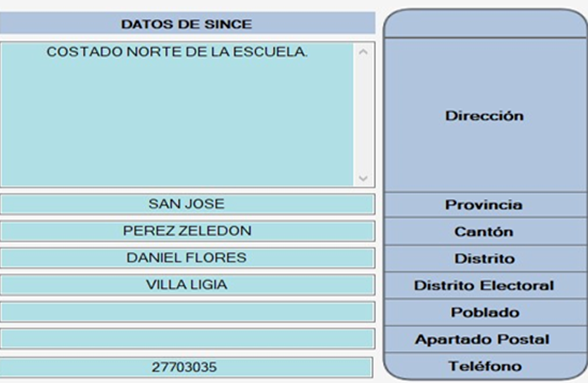 DATOS DE SINCE
COSTADO NORTE DE LA ESCUELA.
Dirección
SAN JOSE
Provincia
PEREZ ZELEDON
Cantón
DANIEL FLORES
Distrito
VILLA LIGIA
Distrito Electoral
Poblado
Apartado Postal
27703035
Teléfono